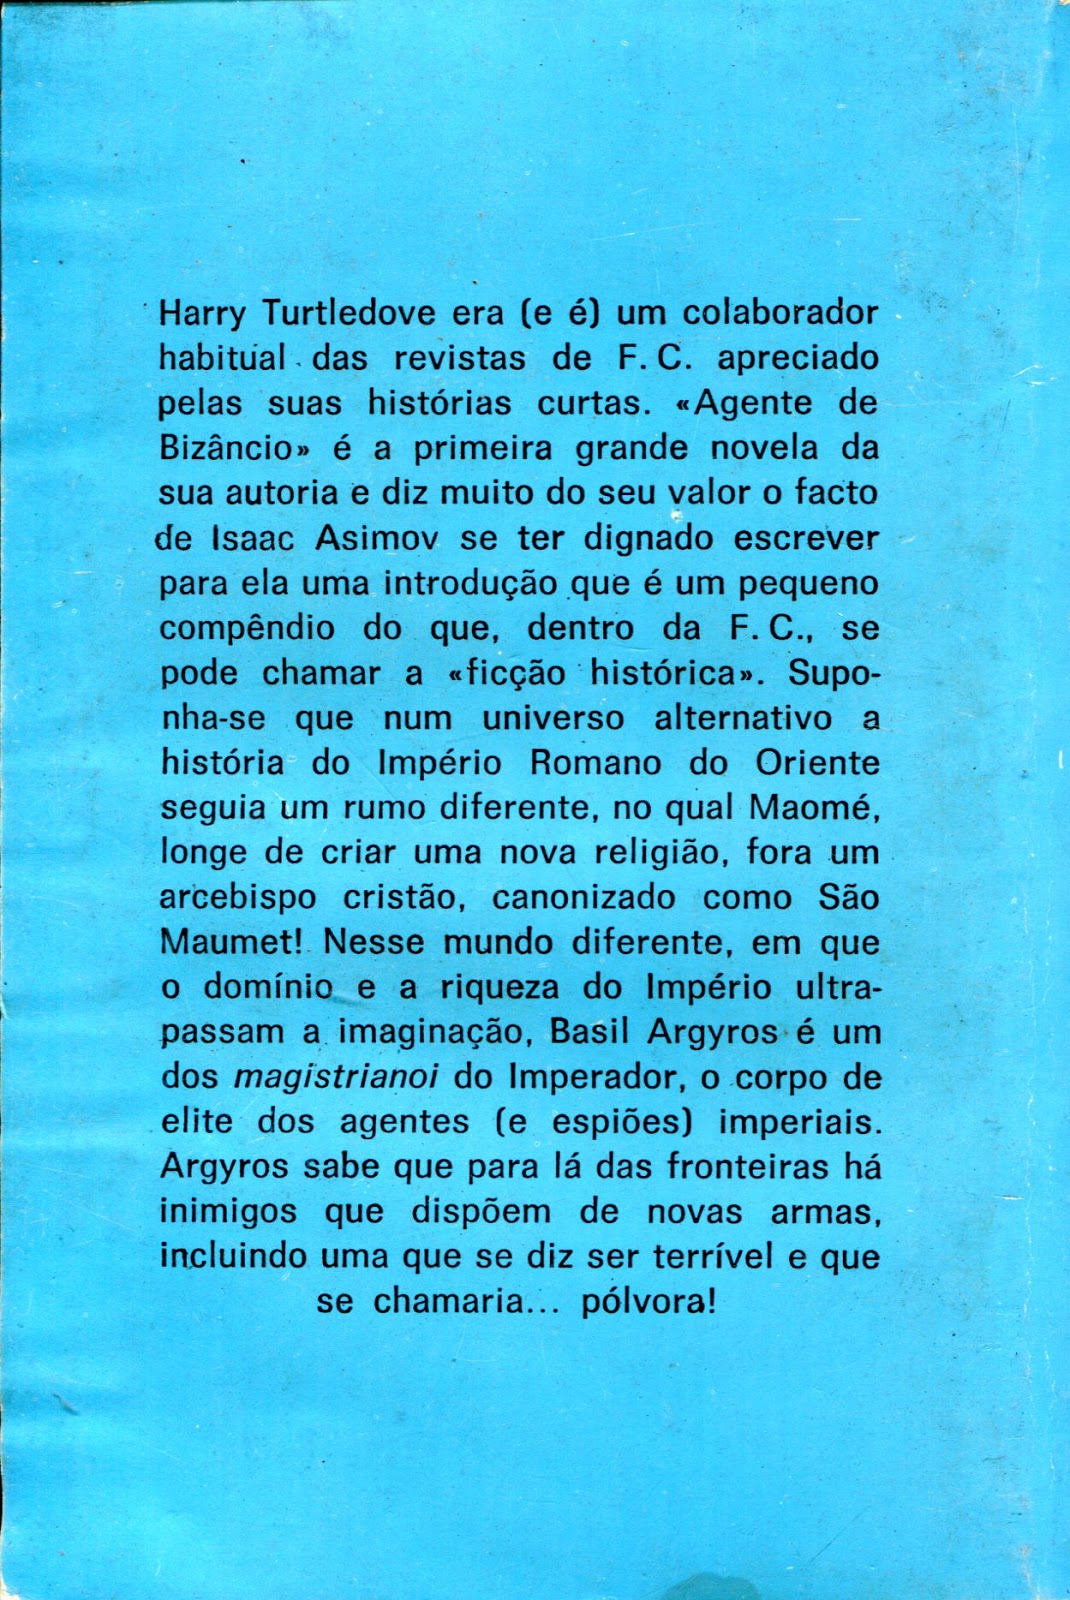 Harry Turtledove era (e é) um colaborador
habitual das revistas de F. C. apreciado
pelas suas histórias curtas. «Agente de
Bizâncio» é a primeira grande novela da
sua autoria e diz muito do seu valor o facto
de Isaac Asimov se ter dignado escrever
para ela uma introdução que é um pequeno
compêndio do que, dentro da F. C., se
pode chamar a «ficção histórica». Supo-
nha-se que num universo alternativo a
história do Império Romano do Oriente
seguia um rumo diferente, no qual Maomé,
longe de criar uma nova religião, fora um
arcebispo cristão, canonizado como São
Maumet! Nesse mundo diferente, em que
o domínio e a riqueza do Império ultra-
passam a imaginação, Basil Argyros é um
dos magistrianoi do Imperador, o corpo de
elite dos agentes (e espiões) imperiais.
Argyros sabe que para lá das fronteiras há
inimigos que dispõem de novas armas,
incluindo uma que se diz ser terrível e que
se chamaria... pólvora!